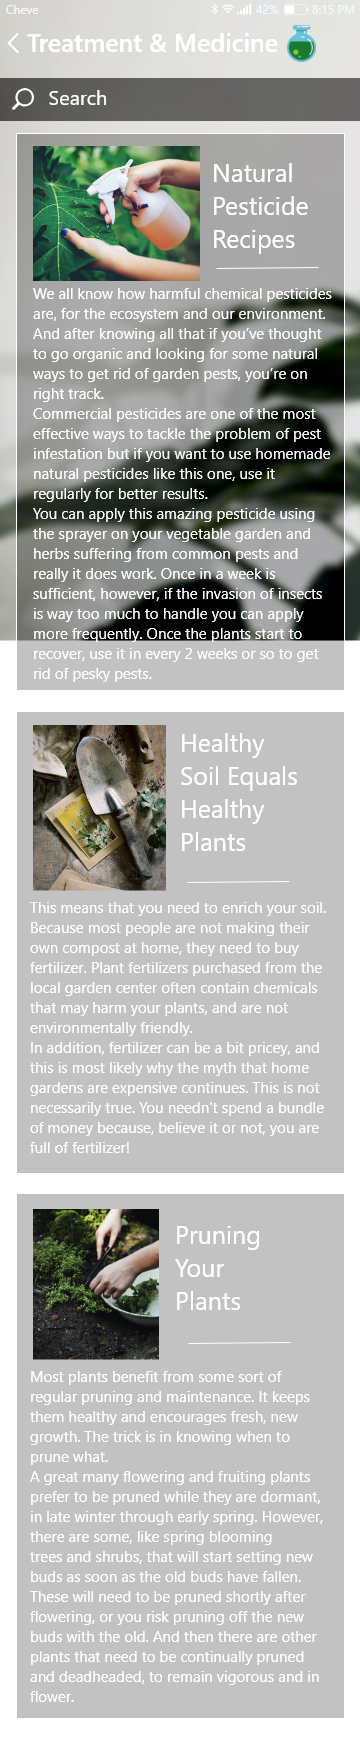 Cheve
42%
8:15 PM
Treatment & Medicine
Search
Natural
Pesticide
Recipes
We all know how harmful chemical pesticides
are, for the ecosystem and our environment.
And after knowing all that if you've thought
to go organic and looking for some natural
ways to get rid of garden pests, you're on
right track.
Commercial pesticides are one of the most
effective ways to tackle the problem of pest
infestation but if you want to use homemade
natural pesticides like this one, use it
regularly for better results.
You can apply this amazing pesticide using
the sprayer on your vegetable garden and
herbs suffering from common pests and
really it does work. Once in a week is
sufficient, however, if the invasion of insects
is way too much to handle you can apply
more frequently. Once the plants start to
recover, use it in every 2 weeks or so to get
rid of pesky pests.
Healthy
Soil Equals
Healthy
Plants
This means that you need to enrich your soil.
Because most people are not making their
own compost at home, they need to buy
fertilizer. Plant fertilizers purchased from the
local garden center often contain chemicals
that may harm your plants, and are not
environmentally friendly.
In addition, fertilizer can be a bit pricey, and
this is most likely why the myth that home
gardens are expensive continues. This is not
necessarily true. You needn't spend a bundle
of money because, believe it or not, you are
full of fertilizer!
Pruning
Your
Plants
Most plants benefit from some sort of
regular pruning and maintenance. It keeps
them healthy and encourages fresh, new
growth. The trick is in knowing when to
prune what.
A great many flowering and fruiting plants
prefer to be pruned while they are dormant,
in late winter through early spring. However,
there are some, like spring blooming
trees and shrubs, that will start setting new
buds as soon as the old buds have fallen.
These will need to be pruned shortly after
flowering, or you risk pruning off the new
buds with the old. And then there are other
plants that need to be continually pruned
and deadheaded, to remain vigorous and in
flower.